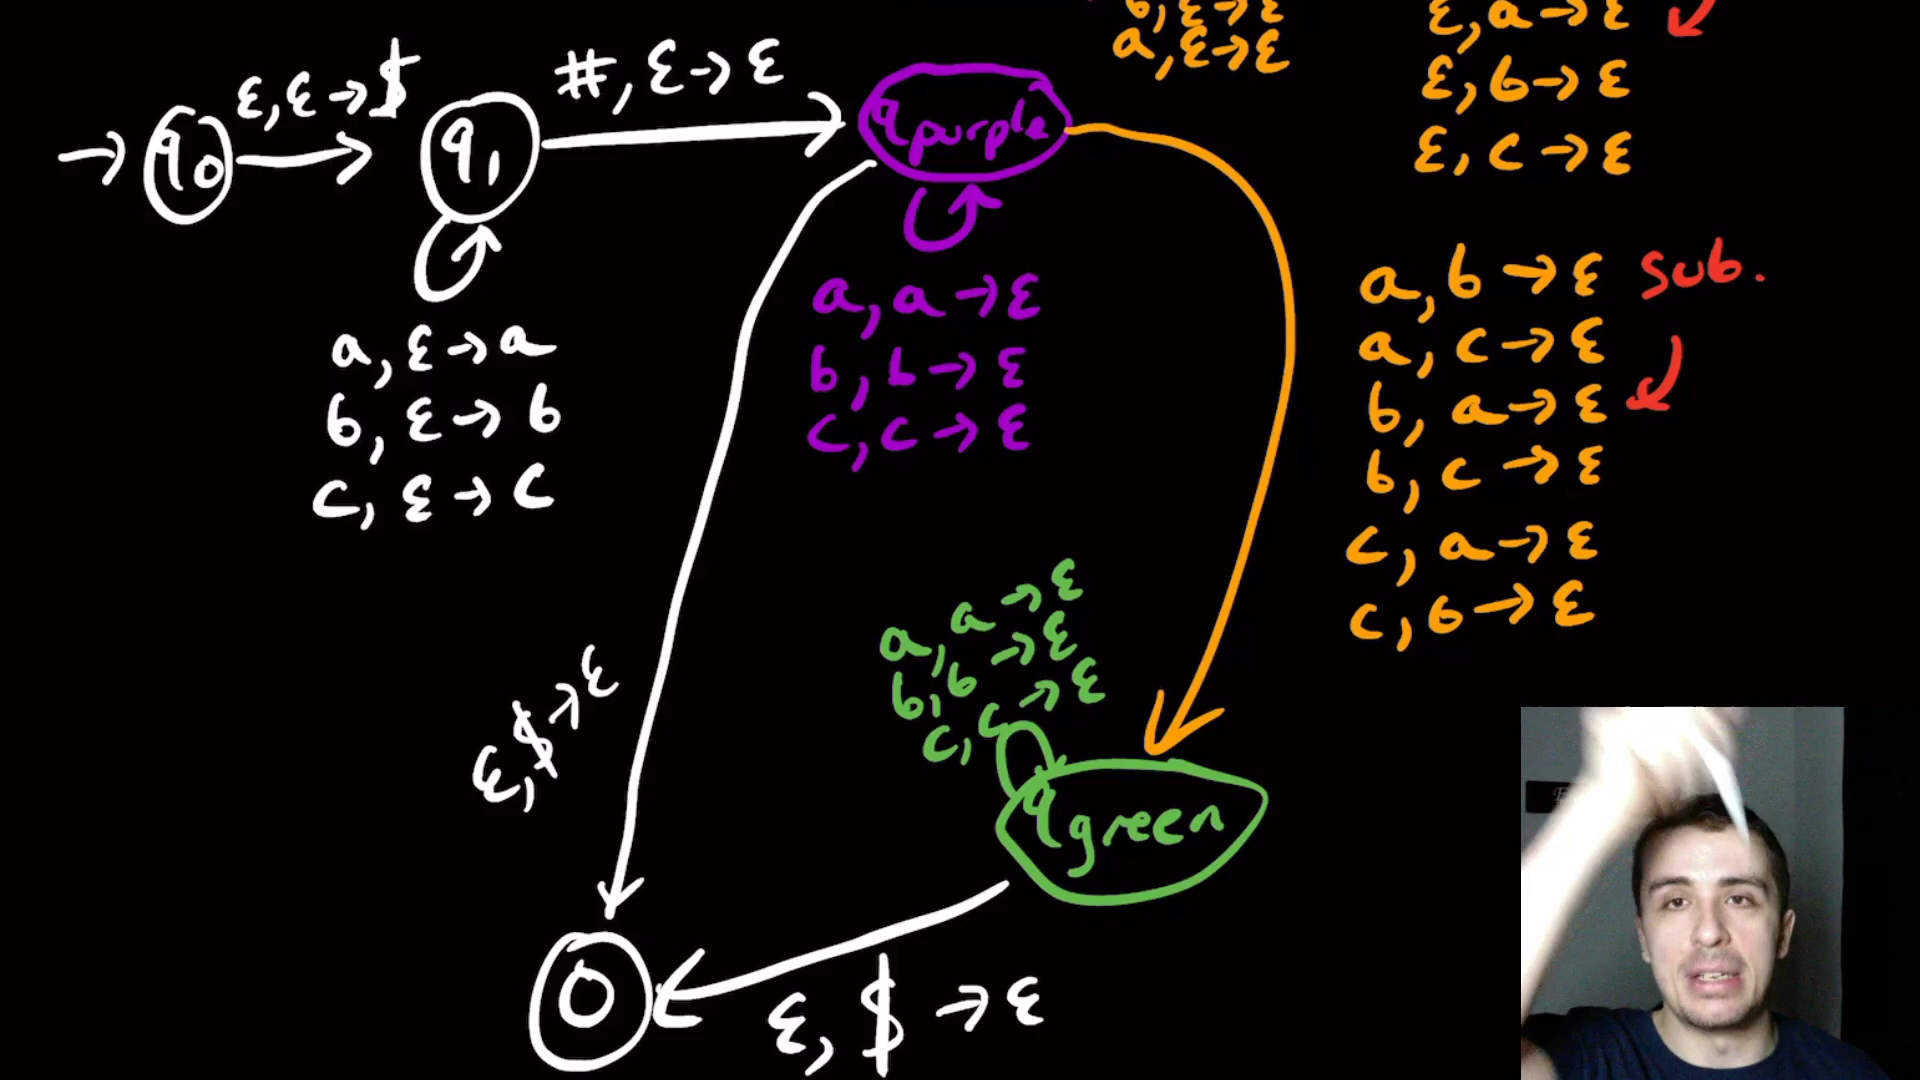 b, ε→ε
a, ε→ε
ε, a→ε
ε, b→ε
ε, c→ε
→ q0
ε, ε→$
q1
#, ε→ε
qpurple
a, ε→a
b, ε→b
c, ε→c
a, a→ε
b, b→ε
c, c→ε
a, b→ε sub.
a, c→ε
b, a→ε
b, c→ε
c, a→ε
c, b→ε
a, a→ε
b, b→ε
c, c→ε
ε, $→ε
qgreen
ε, $→ε